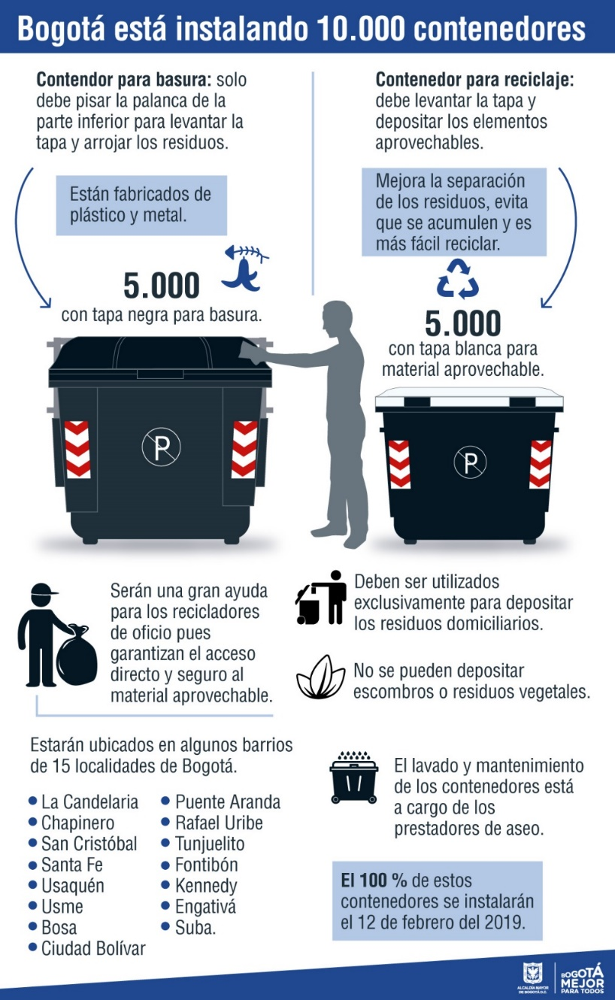 Bogotá está instalando 10.000 contenedores
Contendor para basura: solo
debe pisar la palanca de la
parte inferior para levantar la
tapa y arrojar los residuos.
Están fabricados de
plástico y metal.
5.000
con tapa negra para basura.
Contenedor para reciclaje:
debe levantar la tapa y
depositar los elementos
aprovechables.
Mejora la separación
de los residuos, evita
que se acumulen y es
más fácil reciclar.
5.000
con tapa blanca para
material aprovechable.
P
P
Serán una gran ayuda
para los recicladores
de oficio pues
garantizan el acceso
directo y seguro al
material aprovechable.
Deben ser utilizados
exclusivamente para depositar
los residuos domiciliarios.
No se pueden depositar
escombros o residuos vegetales.
Estarán ubicados en algunos barrios
de 15 localidades de Bogotá.
• La Candelaria
• Chapinero
• San Cristóbal
• Santa Fe
• Usaquén
• Usme
• Bosa
• Ciudad Bolívar
• Puente Aranda
• Rafael Uribe
• Tunjuelito
• Fontibón
• Kennedy
• Engativá
• Suba.
El lavado y mantenimiento
de los contenedores está
a cargo de los
prestadores de aseo.
El 100 % de estos
contenedores se instalarán
el 12 de febrero del 2019.
ALCALDÍA MAYOR
DE BOGOTÁ D.C.
BOGOTÁ
MEJOR
PARA TODOS